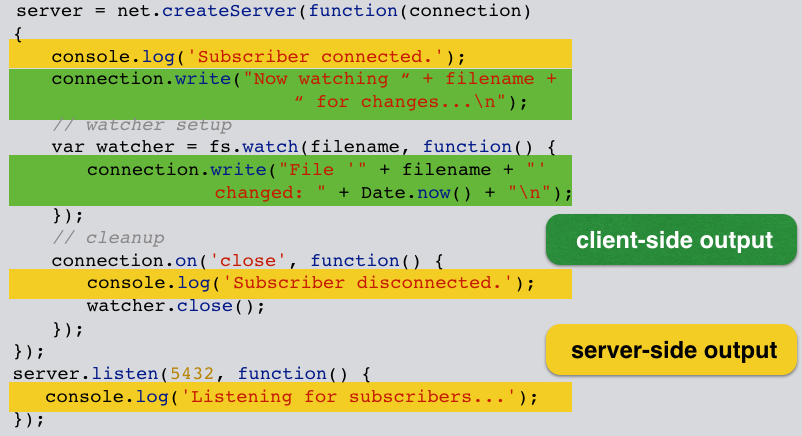 server = net.createServer(function(connection)
{
console.log('Subscriber connected.');
connection.write("Now watching “ + filename +
“ for changes...\n");
// watcher setup
var watcher = fs.watch(filename, function() {
connection.write("File '" + filename + "'
changed: " + Date.now() + "\n");
});
// cleanup
client-side output
connection.on('close', function() {
console.log('Subscriber disconnected.');
watcher.close();
});
server-side output
});
server.listen(5432, function() {
console.log('Listening for subscribers...');
});